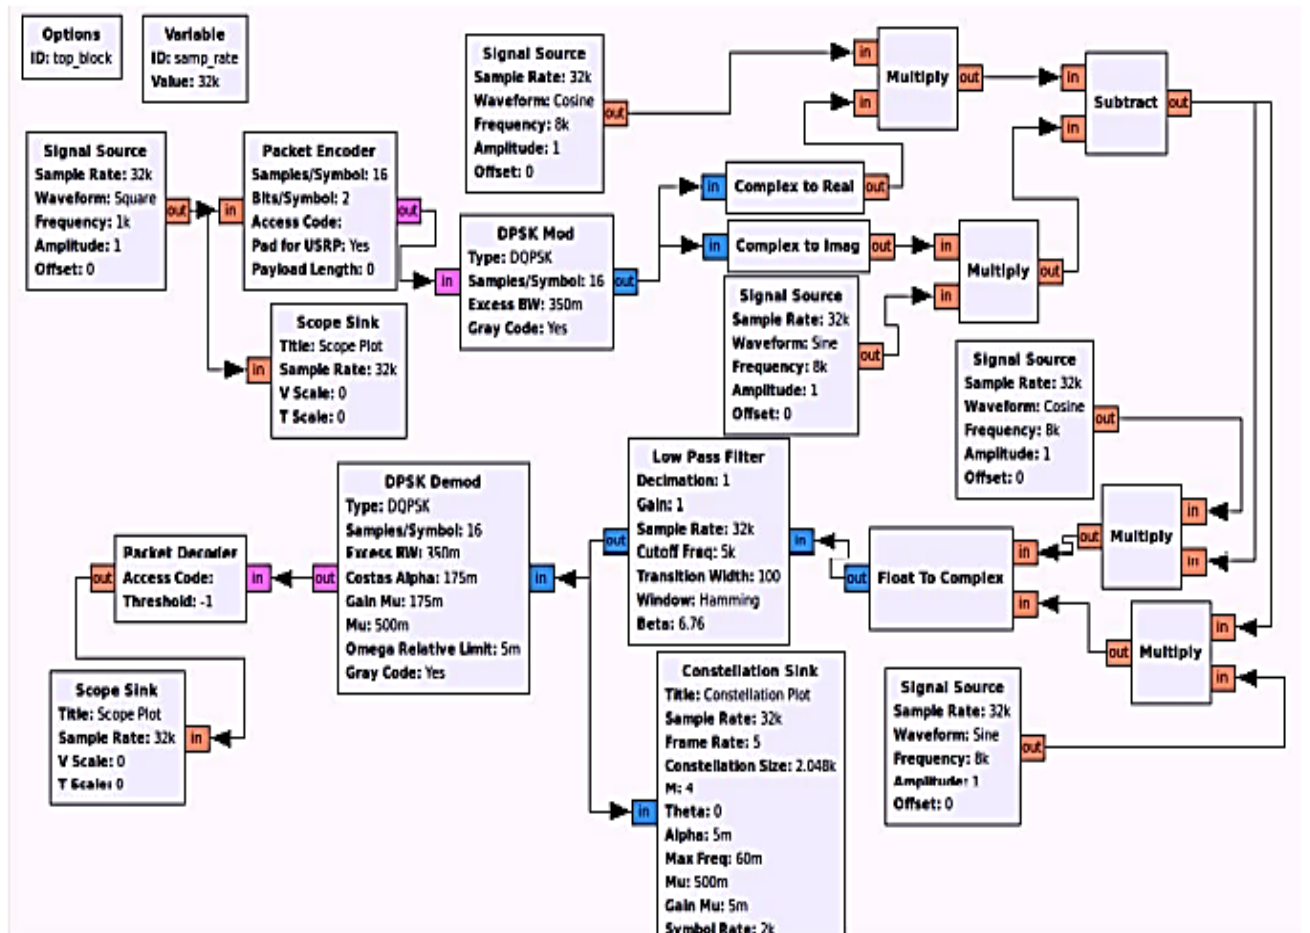 Options
ID: top_block
Variable
ID: samp_rate
Value: 32k
Signal Source
Sample Rate: 32k
Waveform: Cosine
Frequency: 8k
Amplitude: 1
Offset: 0
out
in
in
Multiply
out
in
in
Subtract
out
Signal Source
Sample Rate: 32k
Waveform: Square
Frequency: 1k
Amplitude: 1
Offset: 0
out
in
Packet Encoder
Samples/Symbol: 16
Bits/Symbol: 2
Access Code:
Pad for USRP: Yes
Payload Length: 0
out
in
DPSK Mod
Type: DQPSK
Samples/Symbol: 16
Excess BW: 350m
Gray Code: Yes
out
in
Complex to Real
out
in
Complex to Imag
out
in
in
Multiply
out
in
Scope Sink
Title: Scope Plot
Sample Rate: 32k
V Scale: 0
T Scale: 0
Signal Source
Sample Rate: 32k
Waveform: Sine
Frequency: 8k
Amplitude: 1
Offset: 0
out
Signal Source
Sample Rate: 32k
Waveform: Cosine
Frequency: 8k
Amplitude: 1
Offset: 0
out
out
Multiply
in
in
out
Multiply
in
in
out
Float To Complex
in
in
out
Low Pass Filter
Decimation: 1
Gain: 1
Sample Rate: 32k
Cutoff Freq: 5k
Transition Width: 100
Window: Hamming
Beta: 6.76
in
out
DPSK Demod
Type: DQPSK
Samples/Symbol: 16
Excess BW: 350m
Costas Alpha: 175m
Gain Mu: 175m
Mu: 500m
Omega Relative Limit: 5m
Gray Code: Yes
in
out
Packet Decoder
Access Code:
Threshold: -1
in
Scope Sink
Title: Scope Plot
Sample Rate: 32k
V Scale: 0
T Scale: 0
in
in
Constellation Sink
Title: Constellation Plot
Sample Rate: 32k
Frame Rate: 5
Constellation Size: 2.048k
M: 4
Theta: 0
Alpha: 5m
Max Freq: 60m
Mu: 500m
Gain Mu: 5m
Symbol Rate: 2k
Signal Source
Sample Rate: 32k
Waveform: Sine
Frequency: 8k
Amplitude: 1
Offset: 0
out